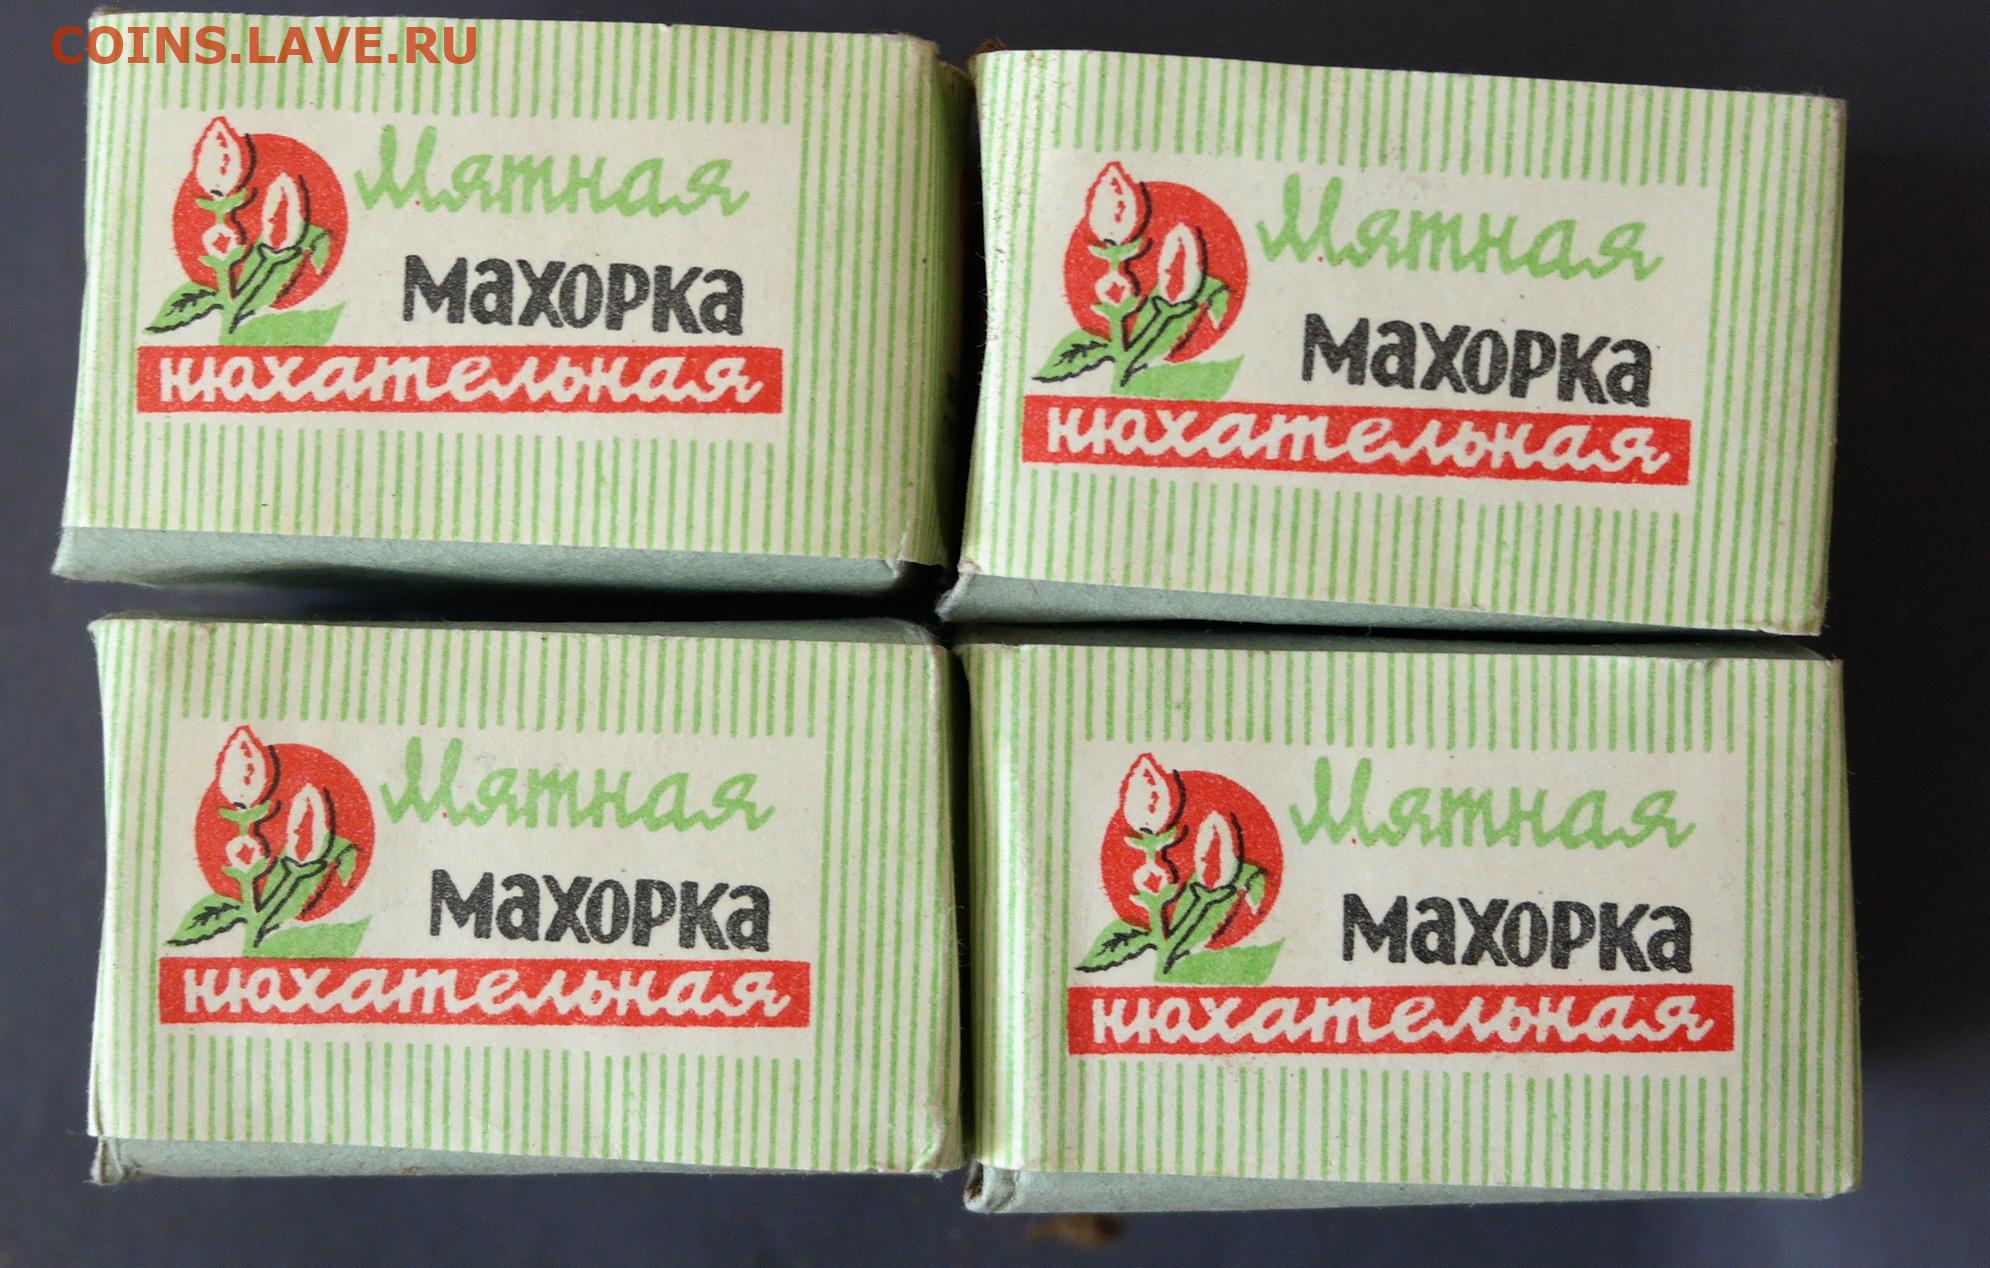 COINS.LAVE.RU
Мятная
махорка
нюхательная
Мятная
махорка
нюхательная
Мятная
махорка
нюхательная
Мятная
махорка
нюхательная